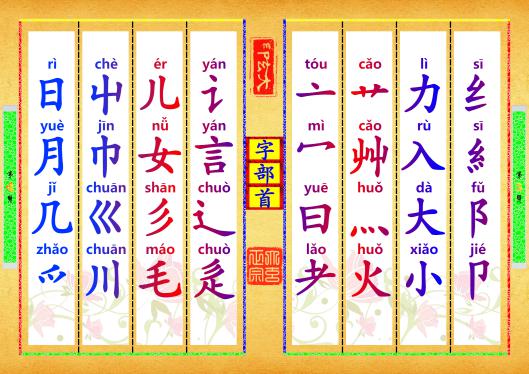 rì chè ér yán
日 屮 儿 讠
yuè jīn nǚ yán
月 巾 女 言
jǐ chuān shān chuò
几 巛 彡 辶
zhǎo chuān máo chuò
爫 川 毛 辵
字部首
tóu cǎo lì sī
亠 艹 力 纟
mì cǎo rù sī
冖 艸 入 糹
yuē huǒ dà fǔ
曰 灬 大 阝
lǎo huǒ xiǎo jié
耂 火 小 卩